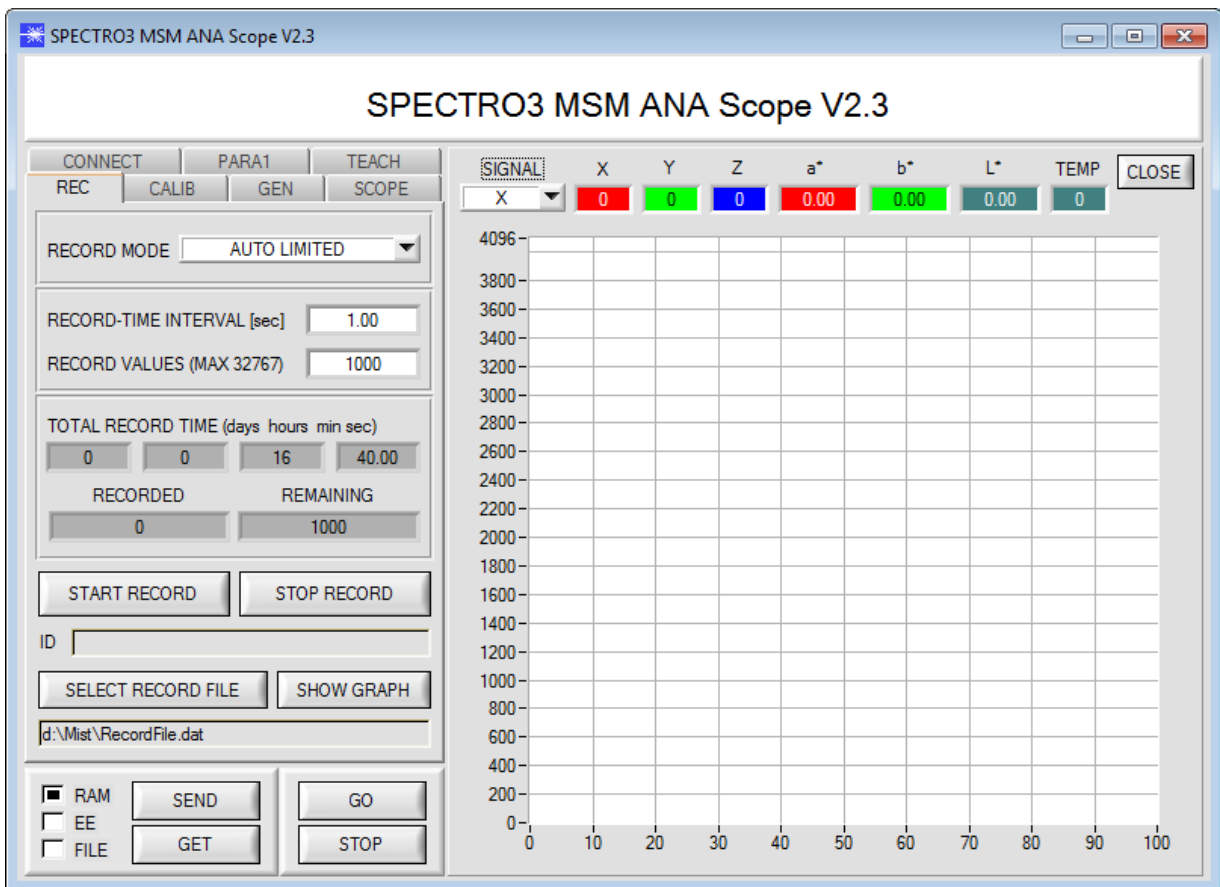 SPECTRO3 MSM ANA Scope V2.3
SPECTRO3 MSM ANA Scope V2.3
CONNECT PARA1 TEACH
REC CALIB GEN SCOPE
RECORD MODE AUTO LIMITED
RECORD-TIME INTERVAL [sec] 1.00
RECORD VALUES (MAX 32767) 1000
TOTAL RECORD TIME (days hours min sec)
0 0 16 40.00
RECORDED REMAINING
0 1000
START RECORD STOP RECORD
ID
SELECT RECORD FILE SHOW GRAPH
d:\Mist\RecordFile.dat
RAM SEND GO
EE
FILE GET STOP
SIGNAL X Y Z a* b* L* TEMP CLOSE
X 0 0 0 0.00 0.00 0.00 0
4096
3800
3600
3400
3200
3000
2800
2600
2400
2200
2000
1800
1600
1400
1200
1000
800
600
400
200
0
0 10 20 30 40 50 60 70 80 90 100